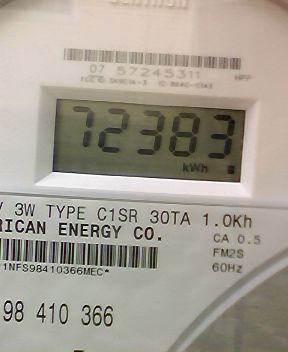 07 57245311
72383
kWh
V 3W TYPE C1SR 30TA 1.0Kh
RICAN ENERGY CO.
CA 0.5
FM2S
60Hz
1NFS98410366MEC*
98 410 366